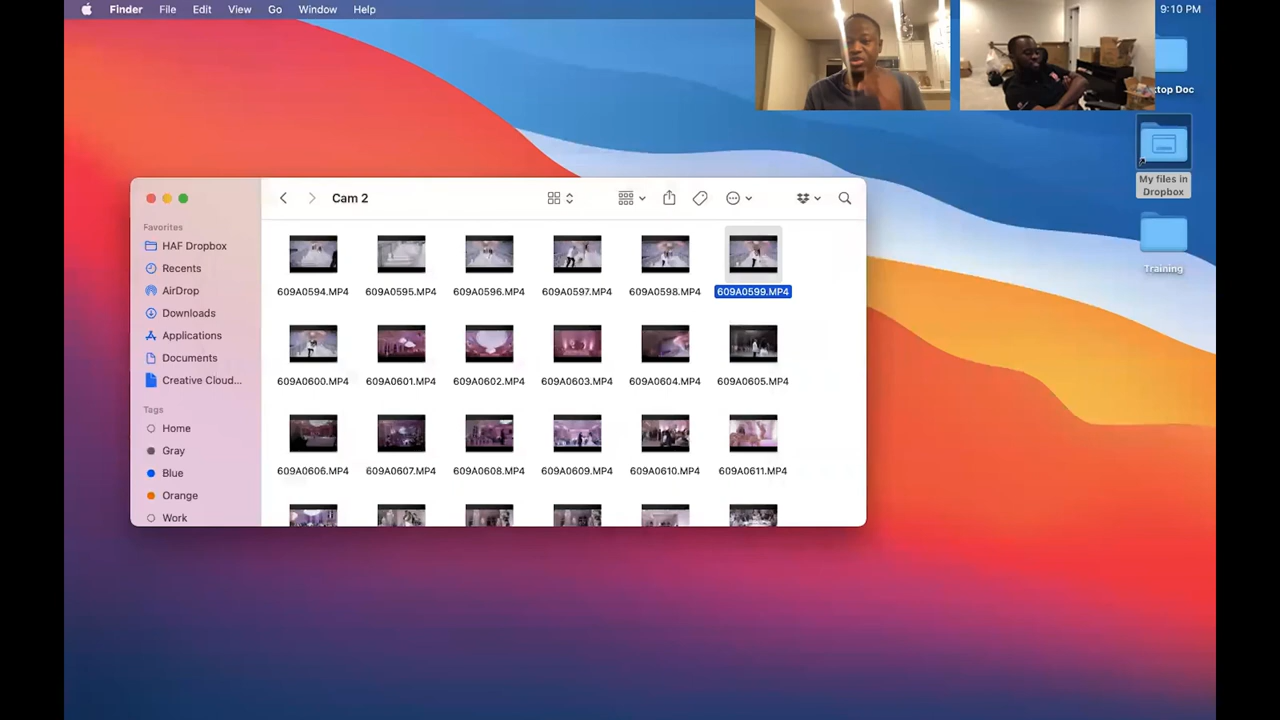 Finder File Edit View Go Window Help
9:10 PM
ktop Doc
My files in
Dropbox
Training
Cam 2
Favorites
HAF Dropbox
Recents
AirDrop
Downloads
Applications
Documents
Creative Cloud...
Tags
Home
Gray
Blue
Orange
Work
609A0594.MP4 609A0595.MP4 609A0596.MP4 609A0597.MP4 609A0598.MP4 609A0599.MP4
609A0600.MP4 609A0601.MP4 609A0602.MP4 609A0603.MP4 609A0604.MP4 609A0605.MP4
609A0606.MP4 609A0607.MP4 609A0608.MP4 609A0609.MP4 609A0610.MP4 609A0611.MP4